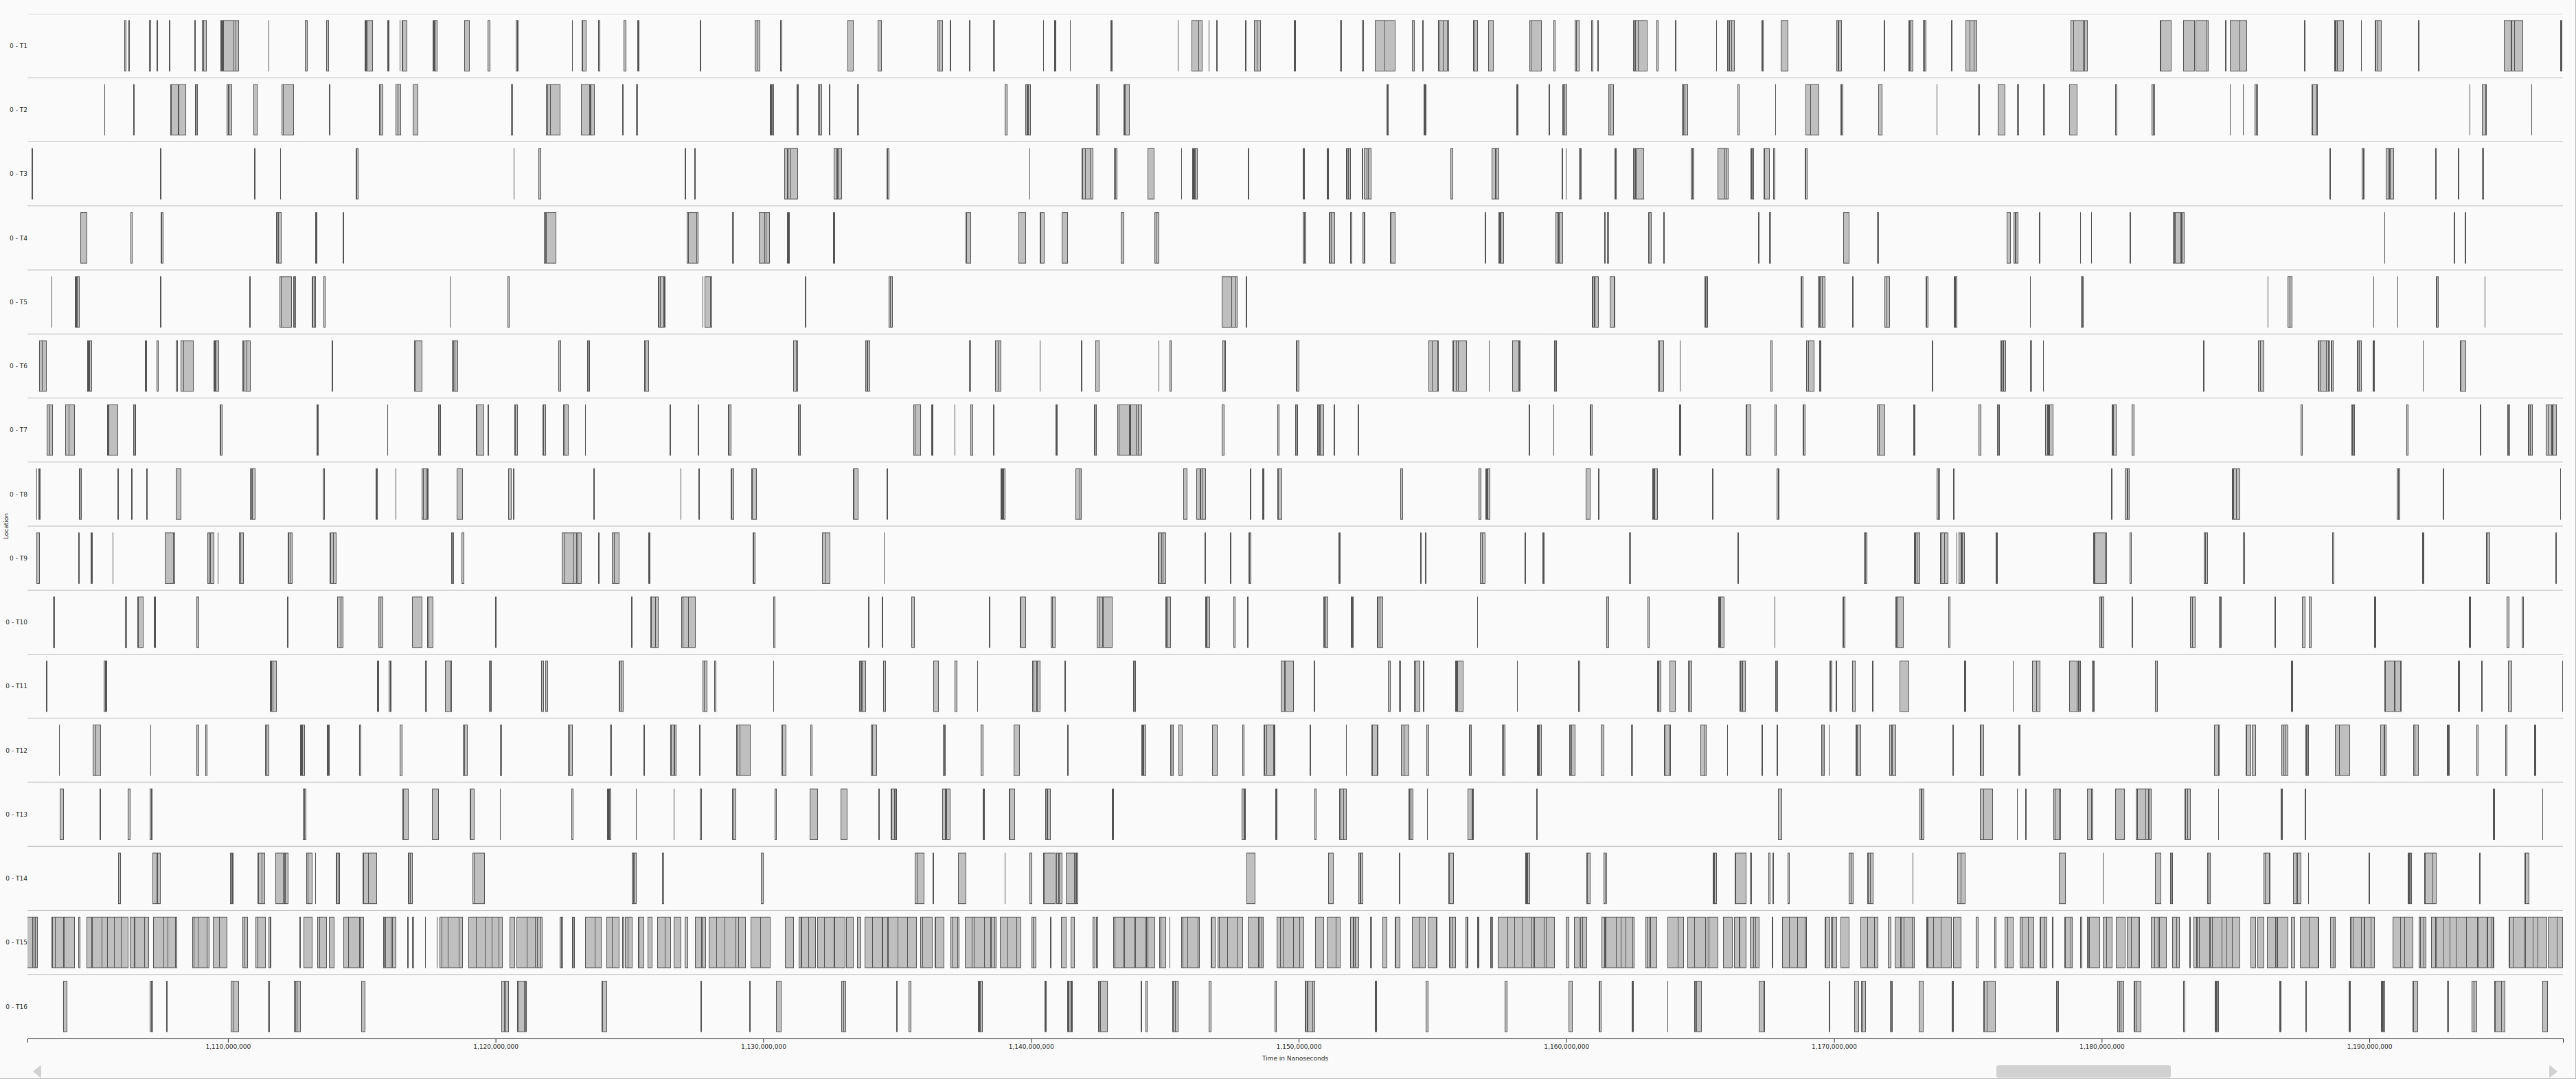 0 - T1
0 - T2
0 - T3
0 - T4
0 - T5
0 - T6
0 - T7
0 - T8
Location
0 - T9
0 - T10
0 - T11
0 - T12
0 - T13
0 - T14
0 - T15
0 - T16
1,110,000,000 1,120,000,000 1,130,000,000 1,140,000,000 1,150,000,000 1,160,000,000 1,170,000,000 1,180,000,000 1,190,000,000
Time in Nanoseconds